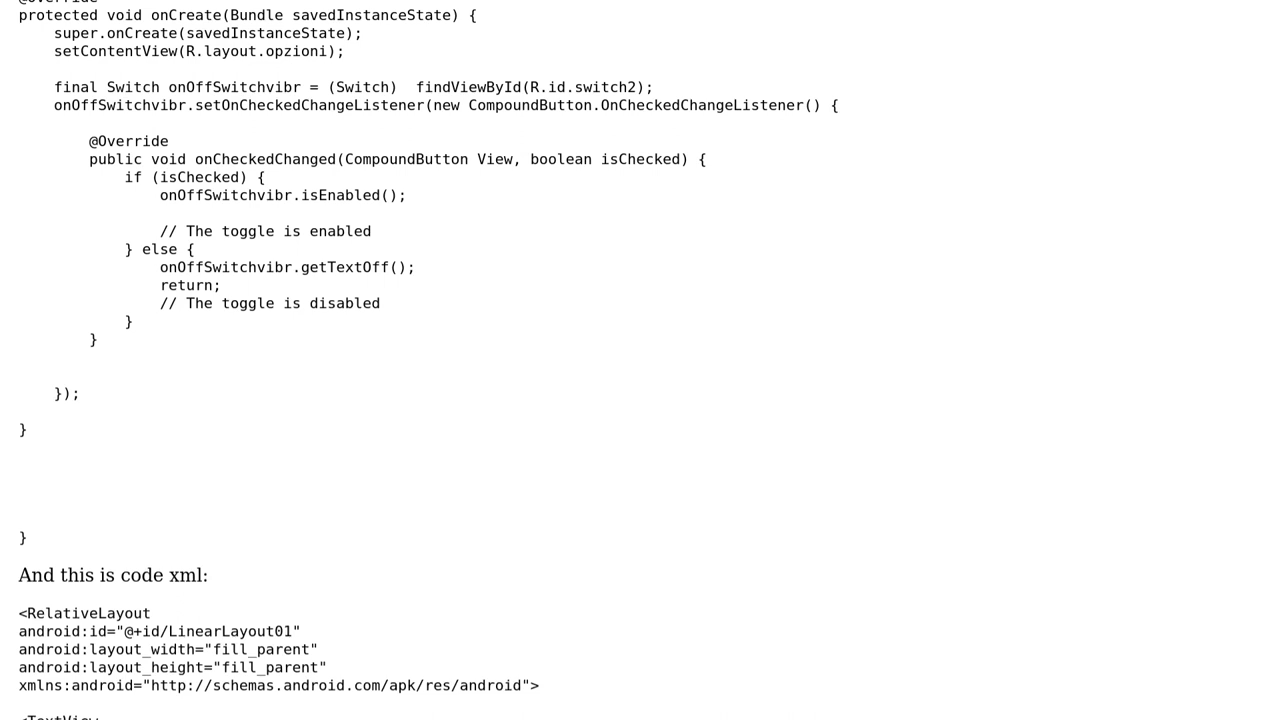 @Override
protected void onCreate(Bundle savedInstanceState) {
    super.onCreate(savedInstanceState);
    setContentView(R.layout.opzioni);

    final Switch onOffSwitchvibr = (Switch)  findViewById(R.id.switch2);
    onOffSwitchvibr.setOnCheckedChangeListener(new CompoundButton.OnCheckedChangeListener() {

        @Override
        public void onCheckedChanged(CompoundButton View, boolean isChecked) {
            if (isChecked) {
                onOffSwitchvibr.isEnabled();

                // The toggle is enabled
            } else {
                onOffSwitchvibr.getTextOff();
                return;
                // The toggle is disabled
            }
        }


    });

}





}
And this is code xml:
<RelativeLayout
android:id="@+id/LinearLayout01"
android:layout_width="fill_parent"
android:layout_height="fill_parent"
xmlns:android="http://schemas.android.com/apk/res/android">

<TextView